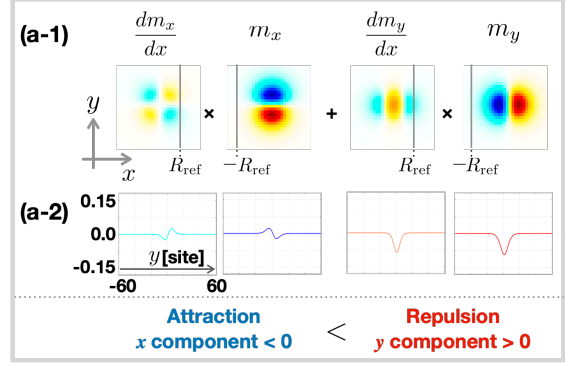 (a-1)
dm_x/dx
m_x
dm_y/dx
m_y
y
×
+
×
x
R_ref
−R_ref
R_ref
−R_ref
(a-2)
0.15
0.0
-0.15
y [site]
-60
60
Attraction
x component < 0
<
Repulsion
y component > 0